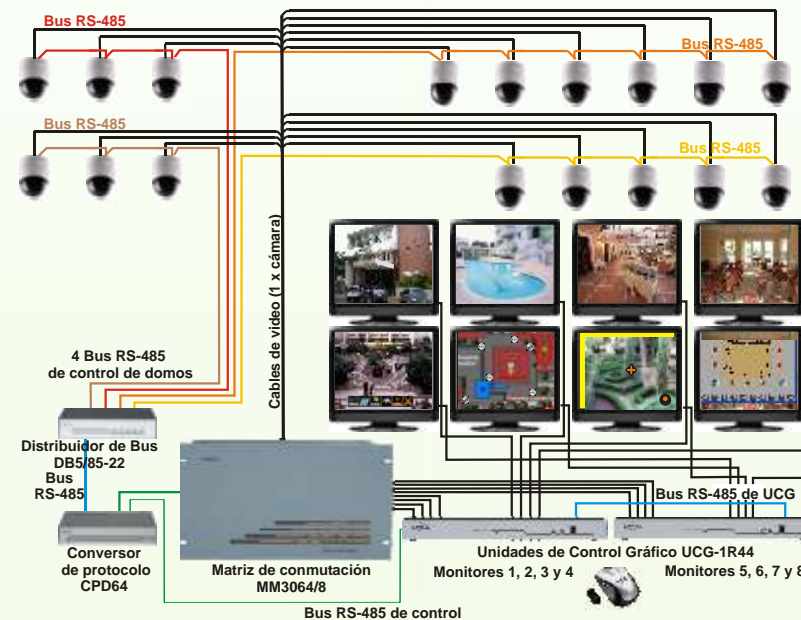 Bus RS-485
Bus RS-485
Bus RS-485
Bus RS-485
Cables de video (1 x cámara)
4 Bus RS-485
de control de domos
Distribuidor de Bus
DB5/85-22
Bus
RS-485
Conversor
de protocolo
CPD64
Matriz de conmutación
MM3064/8
Bus RS-485 de UCG
Unidades de Control Gráfico UCG-1R44
Monitores 1, 2, 3 y 4
Monitores 5, 6, 7 y 8
Bus RS-485 de control